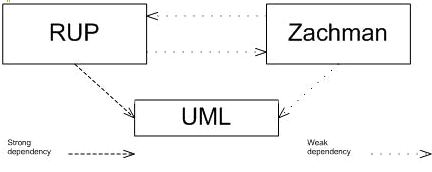 RUP
Zachman
UML
Strong
dependency
Weak
dependency